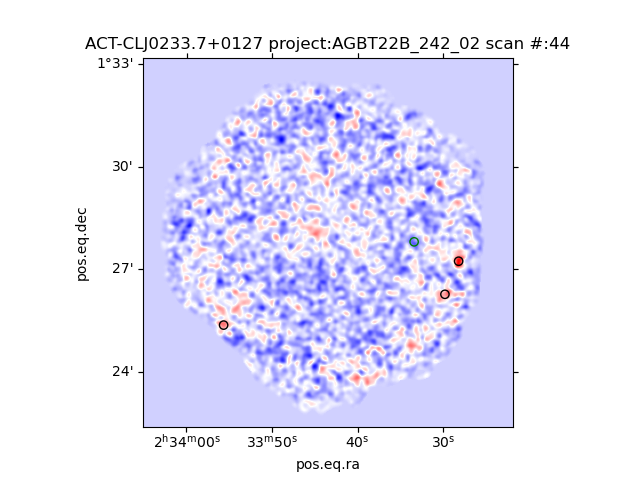 ACT-CLJ0233.7+0127 project:AGBT22B_242_02 scan #:44
1°33'
30'
27'
24'
pos.eq.dec
2ʰ34ᵐ00ˢ 33ᵐ50ˢ 40ˢ 30ˢ
pos.eq.ra